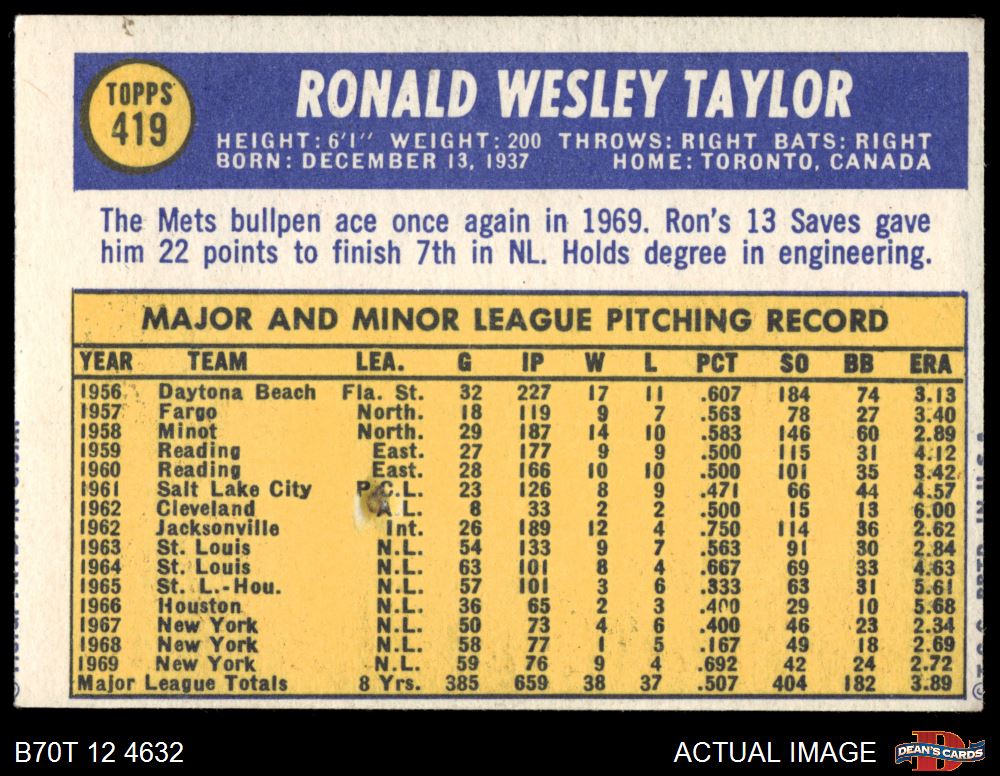 TOPPS
419
RONALD WESLEY TAYLOR
HEIGHT: 6'1" WEIGHT: 200 THROWS: RIGHT BATS: RIGHT
BORN: DECEMBER 13, 1937 HOME: TORONTO, CANADA
The Mets bullpen ace once again in 1969. Ron's 13 Saves gave
him 22 points to finish 7th in NL. Holds degree in engineering.
MAJOR AND MINOR LEAGUE PITCHING RECORD
YEAR TEAM LEA. G IP W L PCT SO BB ERA
1956 Daytona Beach Fla. St. 32 227 17 11 .607 184 74 3.13
1957 Fargo North. 18 119 9 7 .563 78 27 3.40
1958 Minot North. 29 187 14 10 .583 146 60 2.89
1959 Reading East. 27 177 9 9 .500 115 31 4.12
1960 Reading East. 28 166 10 10 .500 101 35 3.42
1961 Salt Lake City P.C.L. 23 126 8 9 .471 66 44 4.57
1962 Cleveland A.L. 8 33 2 2 .500 15 13 6.00
1962 Jacksonville Int. 26 189 12 4 .750 114 36 2.62
1963 St. Louis N.L. 54 133 9 7 .563 91 30 2.84
1964 St. Louis N.L. 63 101 8 4 .667 69 33 4.63
1965 St. L.-Hou. N.L. 57 101 3 6 .333 63 31 5.61
1966 Houston N.L. 36 65 2 3 .400 29 10 5.68
1967 New York N.L. 50 73 4 6 .400 46 23 2.34
1968 New York N.L. 58 77 1 5 .167 49 18 2.69
1969 New York N.L. 59 76 9 4 .692 42 24 2.72
Major League Totals 8 Yrs. 385 659 38 37 .507 404 182 3.89
B70T 12 4632
ACTUAL IMAGE
DEAN'S CARDS